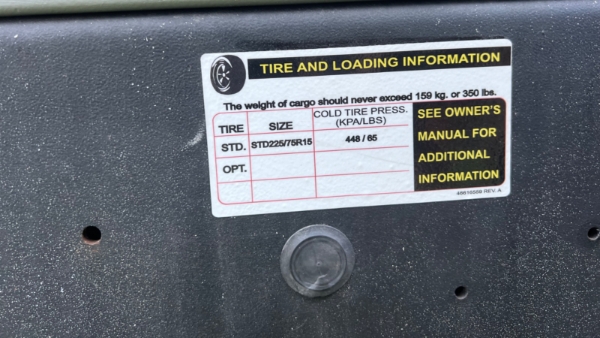 TIRE AND LOADING INFORMATION
The weight of cargo should never exceed 159 kg. or 350 lbs.
TIRE SIZE COLD TIRE PRESS. (KPA/LBS)
STD. STD225/75R15 448 / 65
OPT.
SEE OWNER'S
MANUAL FOR
ADDITIONAL
INFORMATION